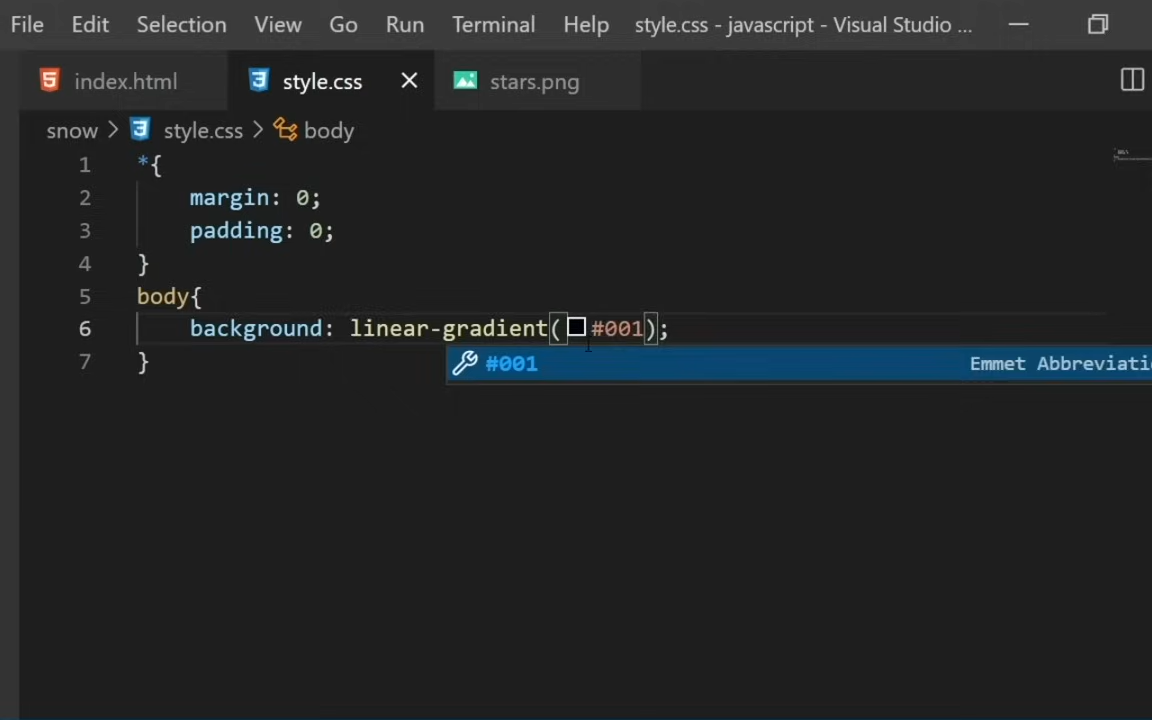 File Edit Selection View Go Run Terminal Help style.css - javascript - Visual Studio ...
index.html style.css stars.png
snow > style.css > body
1 *{
2 margin: 0;
3 padding: 0;
4 }
5 body{
6 background: linear-gradient(#001);
#001 Emmet Abbreviati
7 }